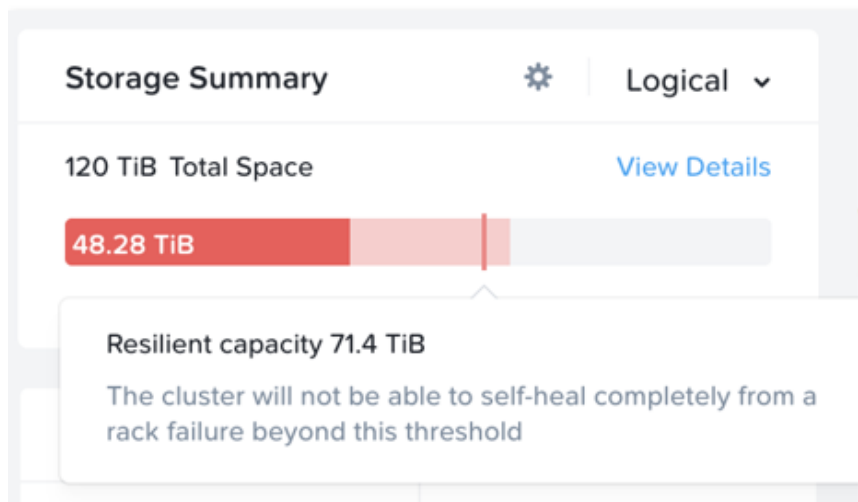 Storage Summary
Logical
120 TiB Total Space
View Details
48.28 TiB
Resilient capacity 71.4 TiB
The cluster will not be able to self-heal completely from a
rack failure beyond this threshold